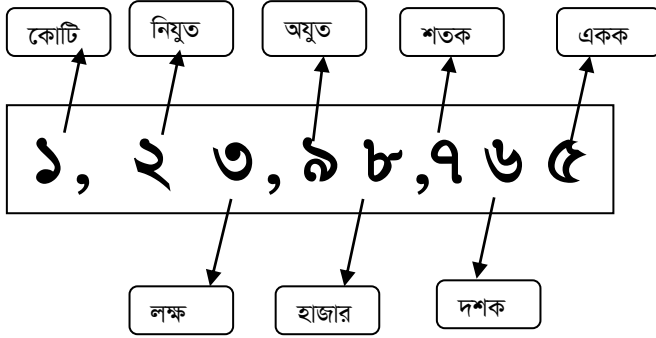 কোটি নিযুত অযুত শতক একক
১, ২ ৩, ৯ ৮,৭ ৬ ৫
লক্ষ হাজার দশক